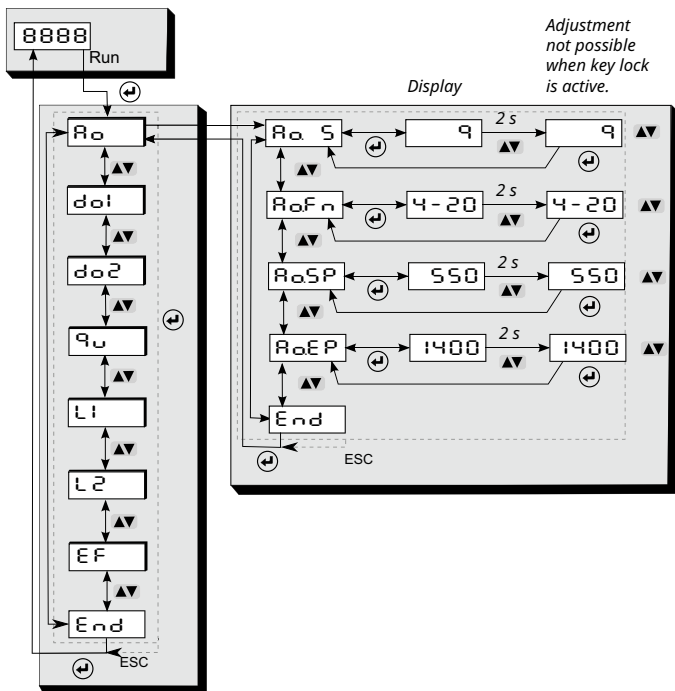 8888
Run
Adjustment
not possible
when key lock
is active.
Display
Ao
do1
do2
qu
L1
L2
EF
End
ESC
Ao. S
q
2 s
q
Ao.Fn
4-20
2 s
4-20
Ao.SP
550
2 s
550
Ao.EP
1400
2 s
1400
End
ESC